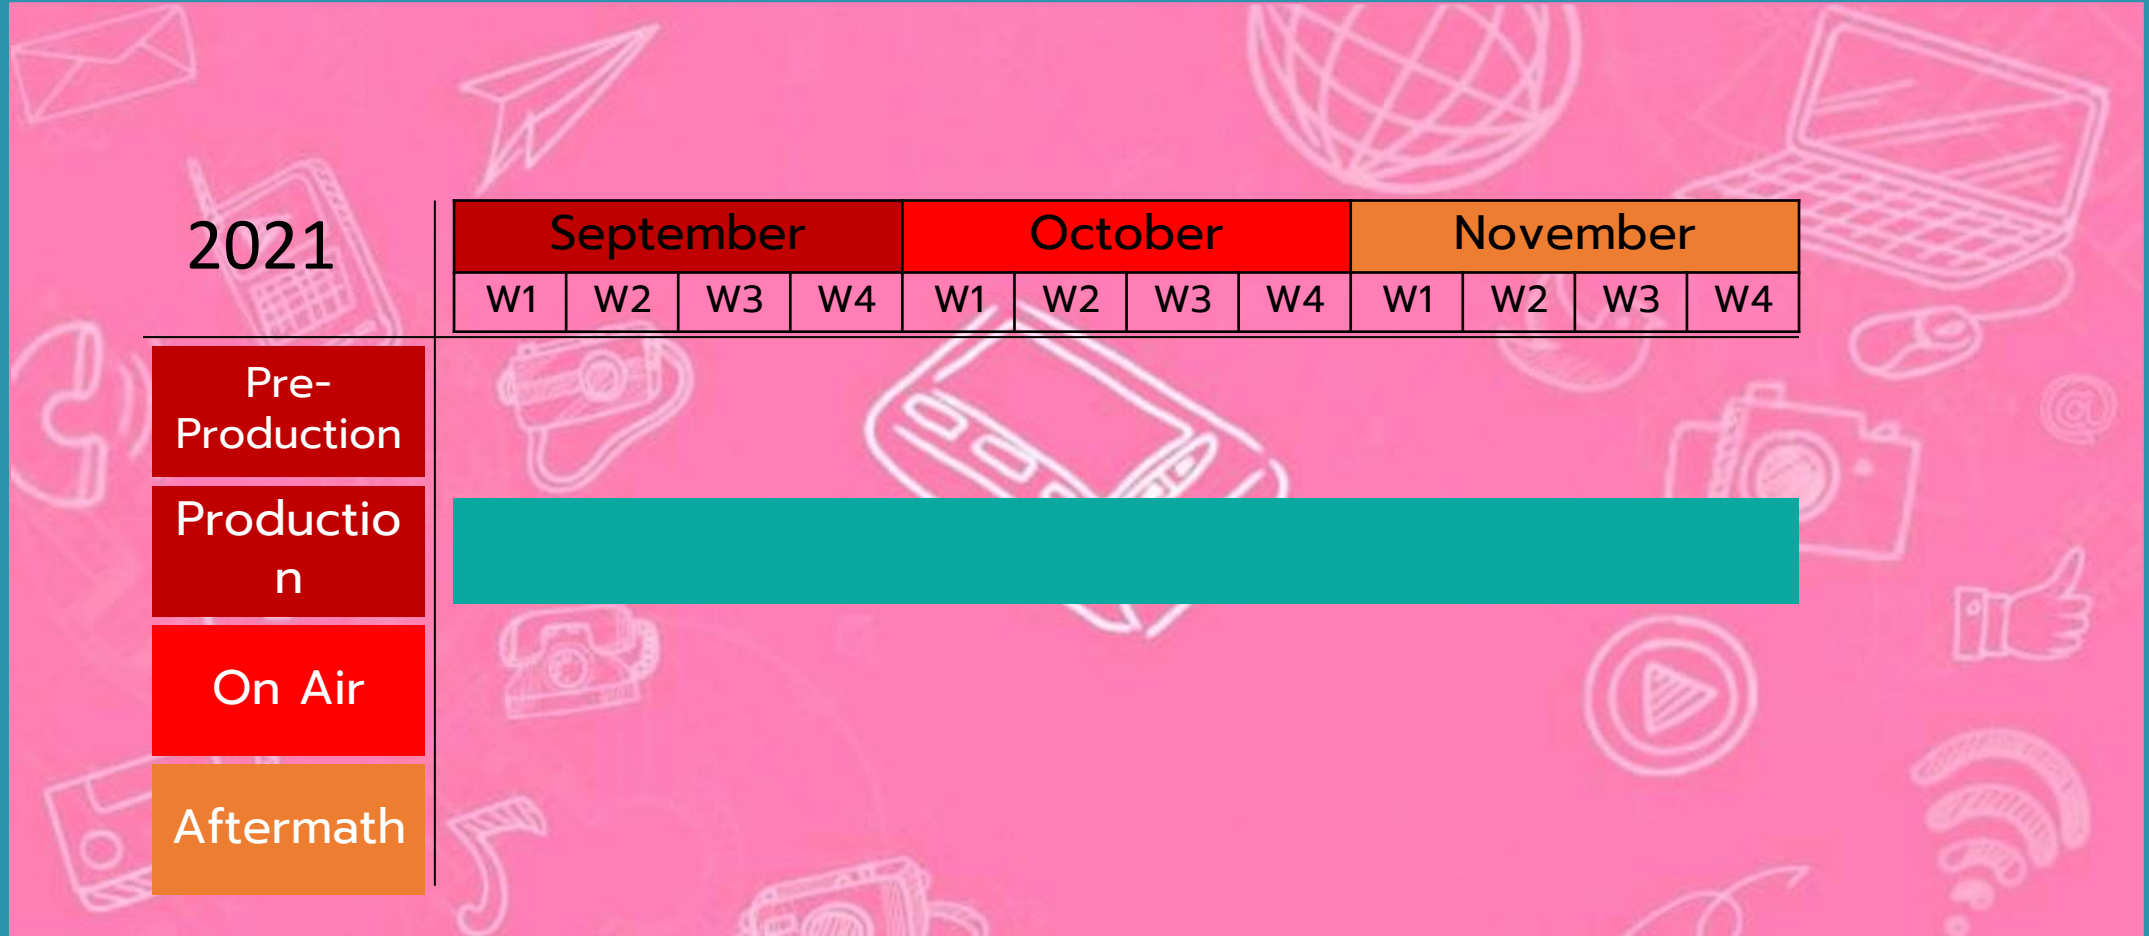 2021
September October November
W1 W2 W3 W4 W1 W2 W3 W4 W1 W2 W3 W4
Pre-
Production
Productio
n
On Air
Aftermath
@